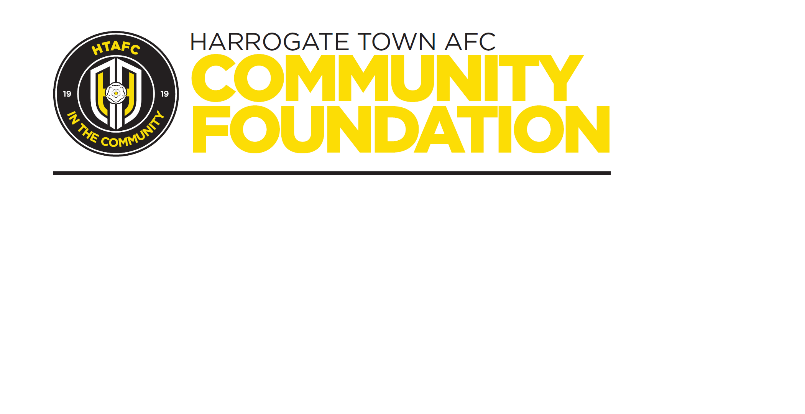 HTAFC
19 19
IN THE COMMUNITY
HARROGATE TOWN AFC
COMMUNITY
FOUNDATION